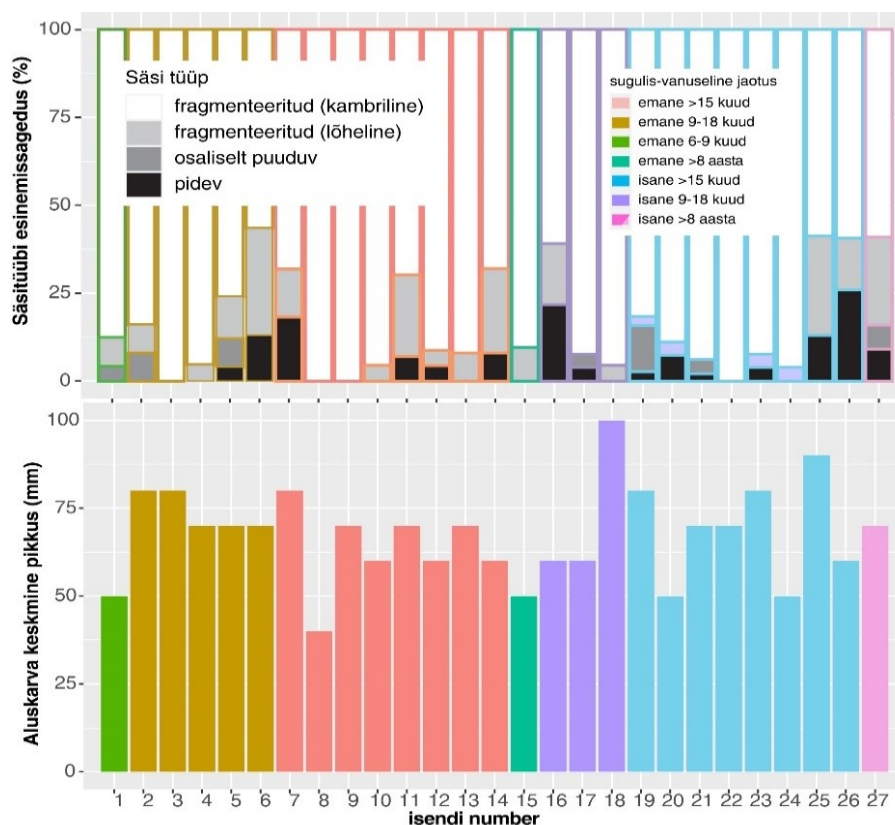 Säsitüübi esinemissagedus (%)
100
75
50
25
0
Säsi tüüp
fragmenteeritud (kambriline)
fragmenteeritud (lõheline)
osaliselt puuduv
pidev
sugulis-vanuseline jaotus
emane >15 kuud
emane 9-18 kuud
emane 6-9 kuud
emane >8 aasta
isane >15 kuud
isane 9-18 kuud
isane >8 aasta
Aluskarva keskmine pikkus (mm)
100
75
50
25
0
1 2 3 4 5 6 7 8 9 10 11 12 13 14 15 16 17 18 19 20 21 22 23 24 25 26 27
isendi number